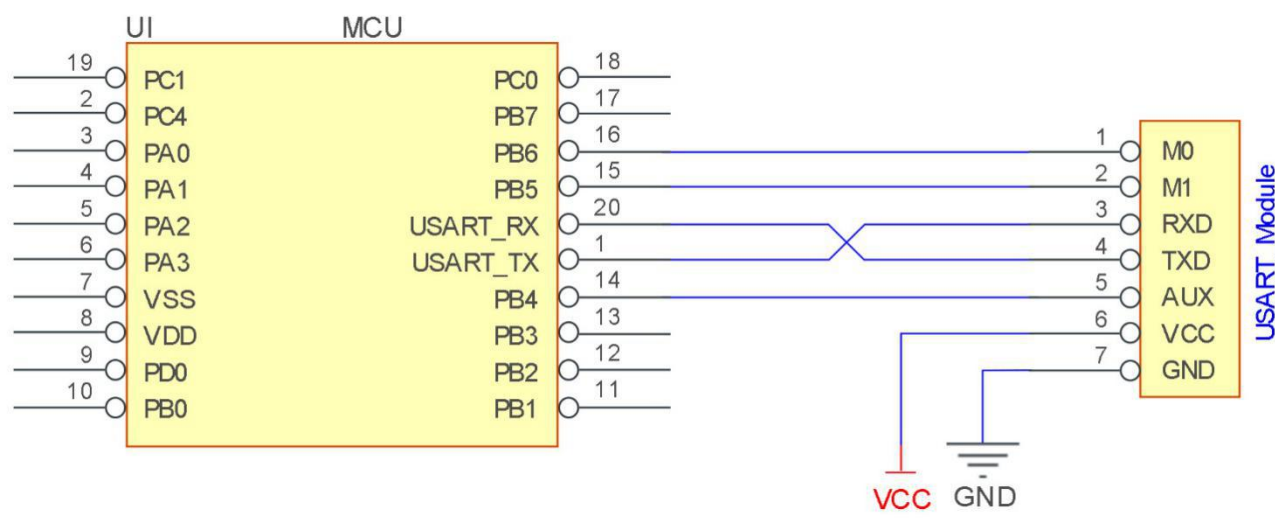 UI MCU
19 PC1 PC0 18
2 PC4 PB7 17
3 PA0 PB6 16
4 PA1 PB5 15
5 PA2 USART_RX 20
6 PA3 USART_TX 1
7 VSS PB4 14
8 VDD PB3 13
9 PD0 PB2 12
10 PB0 PB1 11
1 M0
2 M1
3 RXD
4 TXD
5 AUX
6 VCC
7 GND
USART Module
VCC GND